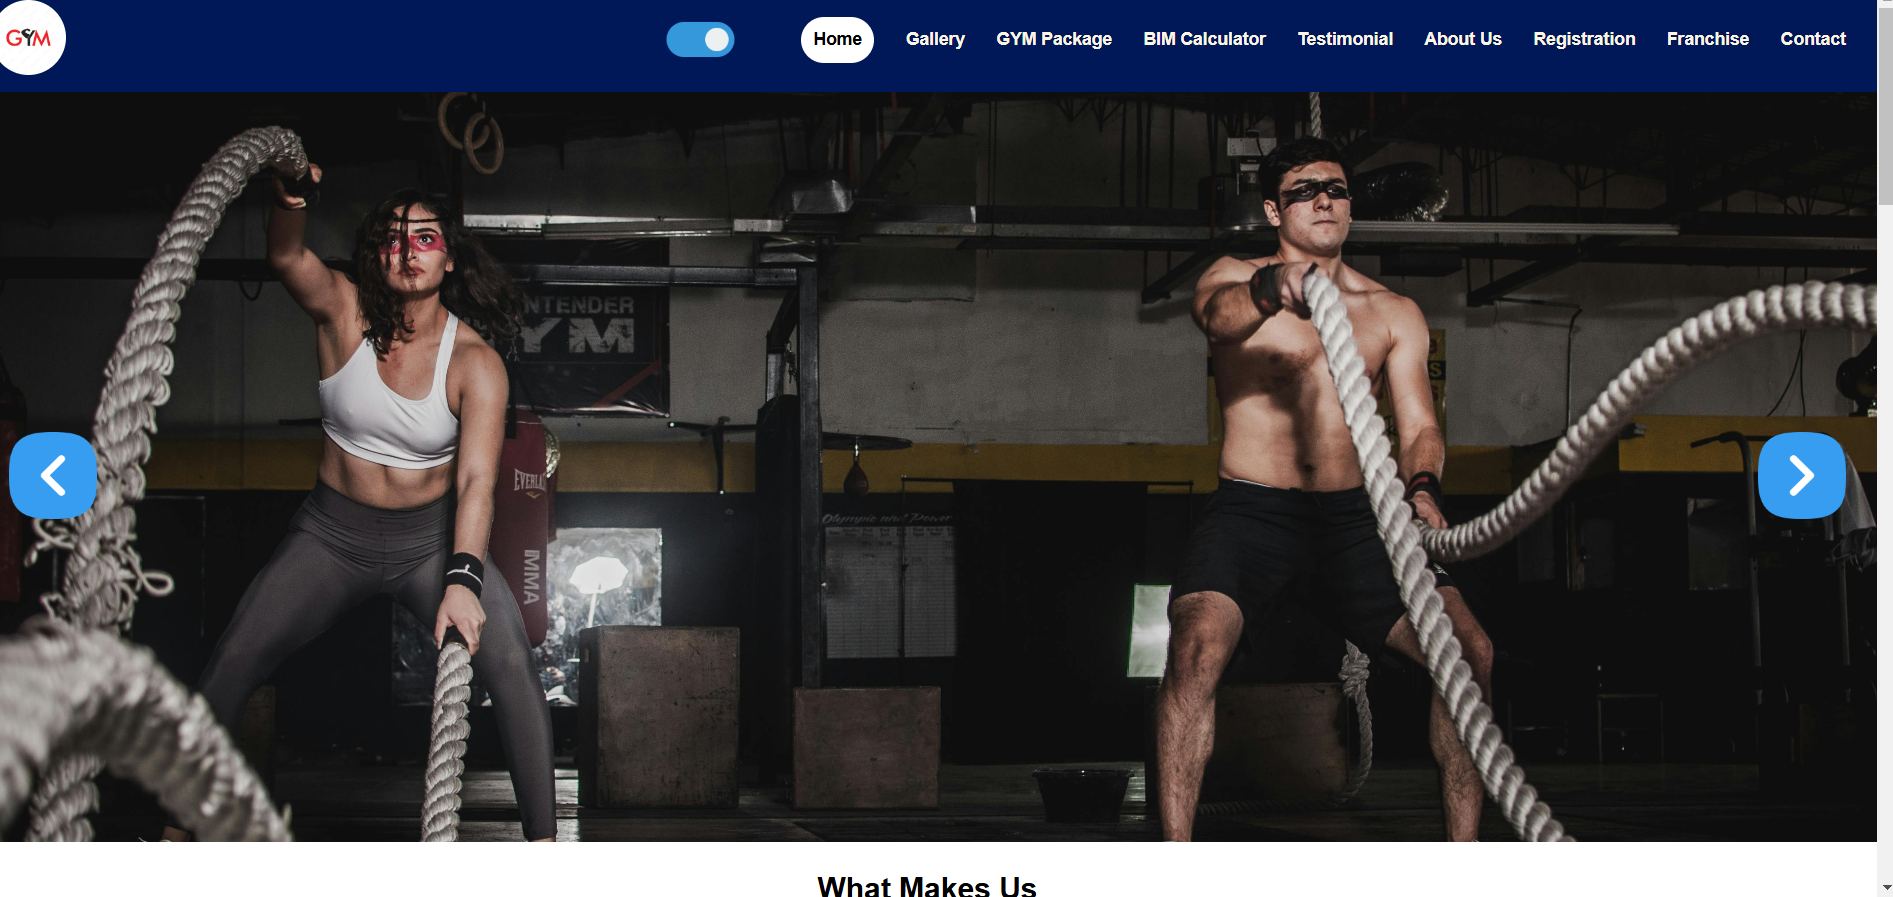 GYM
Home
Gallery
GYM Package
BIM Calculator
Testimonial
About Us
Registration
Franchise
Contact
NTENDER
YM
EVERLA
MMA
Olympic and Power
What Makes Us